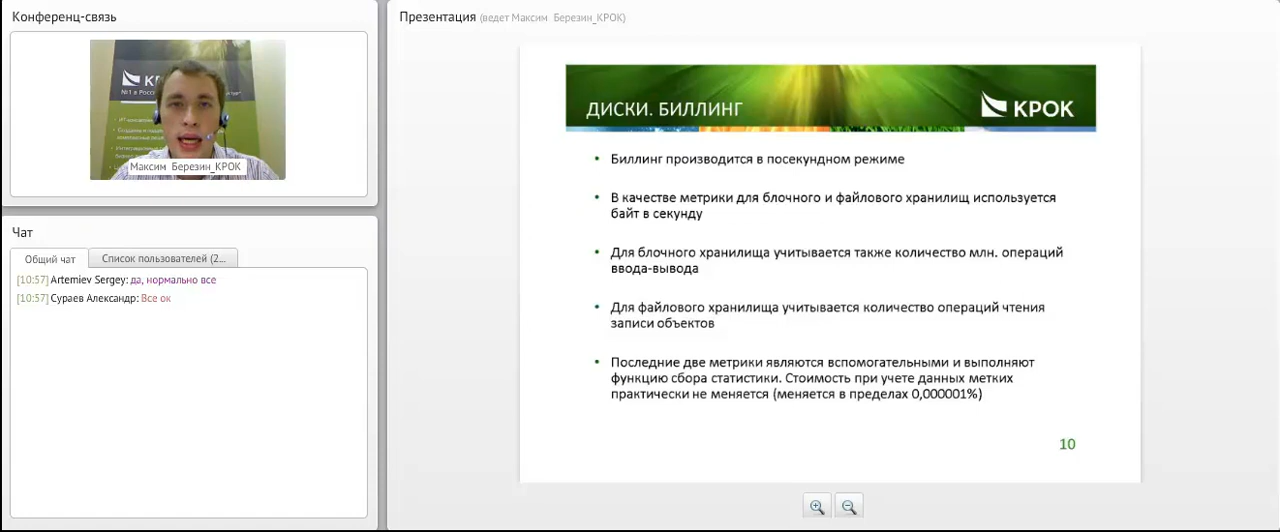 Конференц-связь
КРОК
№1 в Росс
Максим Березин_КРОК
Чат
Общий чат
Список пользователей (2...
[10:57] Artemiev Sergey: да, нормально все
[10:57] Сураев Александр: Все ок
Презентация (ведет Максим Березин_КРОК)
ДИСКИ. БИЛЛИНГ
КРОК
• Биллинг производится в посекундном режиме
• В качестве метрики для блочного и файлового хранилищ используется
байт в секунду
• Для блочного хранилища учитывается также количество млн. операций
ввода-вывода
• Для файлового хранилища учитывается количество операций чтения
записи объектов
• Последние две метрики являются вспомогательными и выполняют
функцию сбора статистики. Стоимость при учете данных метких
практически не меняется (меняется в пределах 0,000001%)
10